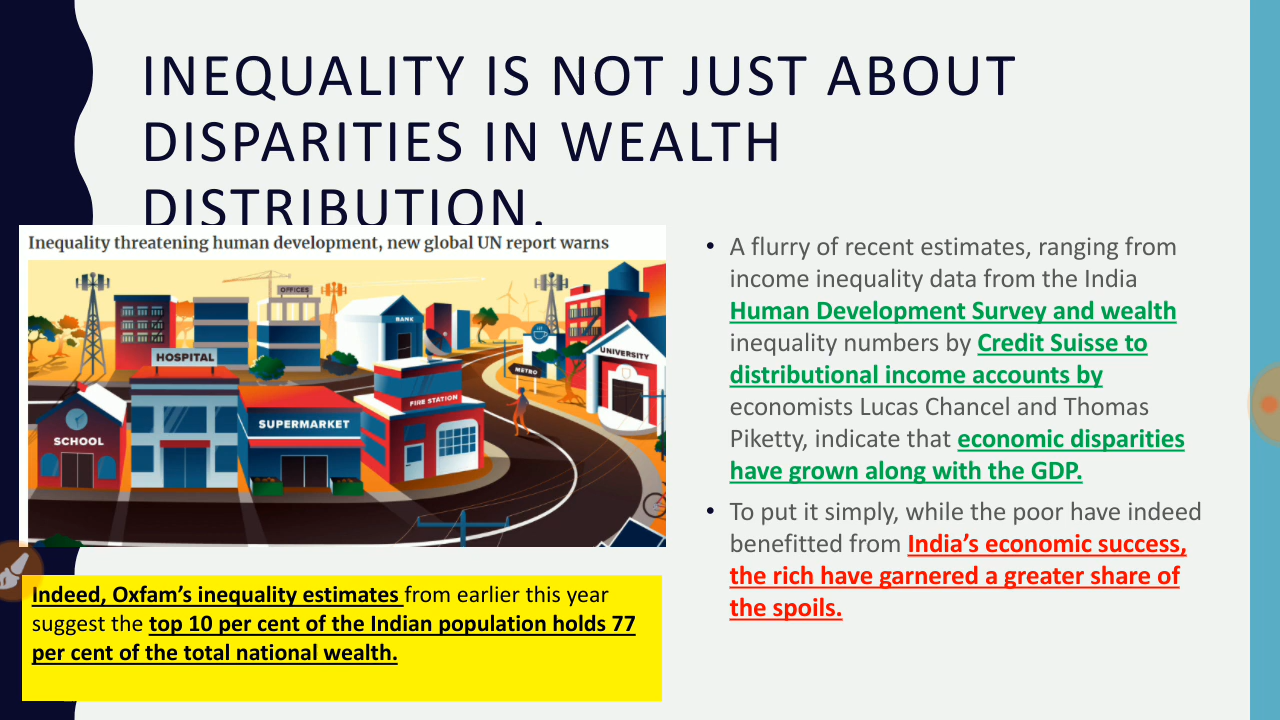 INEQUALITY IS NOT JUST ABOUT
DISPARITIES IN WEALTH
DISTRIBUTION.
Inequality threatening human development, new global UN report warns
OFFICES
BANK
HOSPITAL
UNIVERSITY
METRO
FIRE STATION
SUPERMARKET
SCHOOL
Indeed, Oxfam’s inequality estimates from earlier this year
suggest the top 10 per cent of the Indian population holds 77
per cent of the total national wealth.
• A flurry of recent estimates, ranging from
income inequality data from the India
Human Development Survey and wealth
inequality numbers by Credit Suisse to
distributional income accounts by
economists Lucas Chancel and Thomas
Piketty, indicate that economic disparities
have grown along with the GDP.
• To put it simply, while the poor have indeed
benefitted from India’s economic success,
the rich have garnered a greater share of
the spoils.